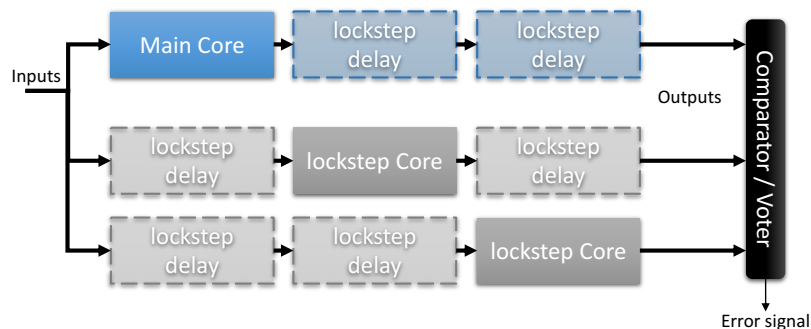 Inputs
Main Core
lockstep
delay
lockstep
delay
Outputs
lockstep
delay
lockstep Core
lockstep
delay
lockstep
delay
lockstep
delay
lockstep Core
Comparator / Voter
Error signal